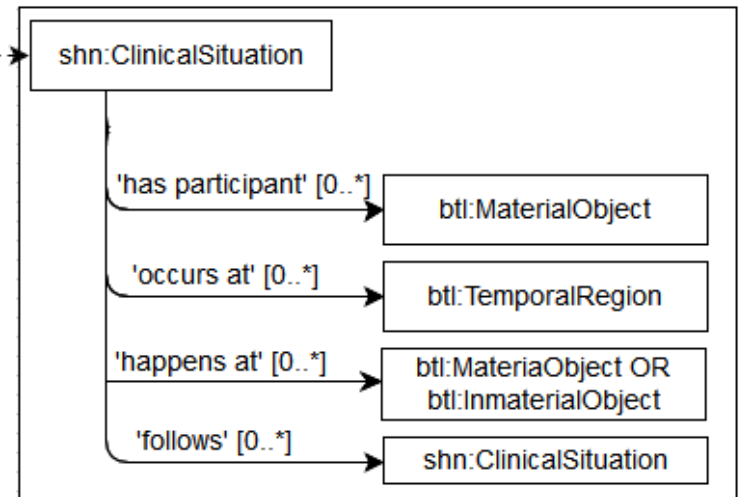 shn:ClinicalSituation
'has participant' [0..*]
btl:MaterialObject
'occurs at' [0..*]
btl:TemporalRegion
'happens at' [0..*]
btl:MateriaObject OR
btl:InmaterialObject
'follows' [0..*]
shn:ClinicalSituation